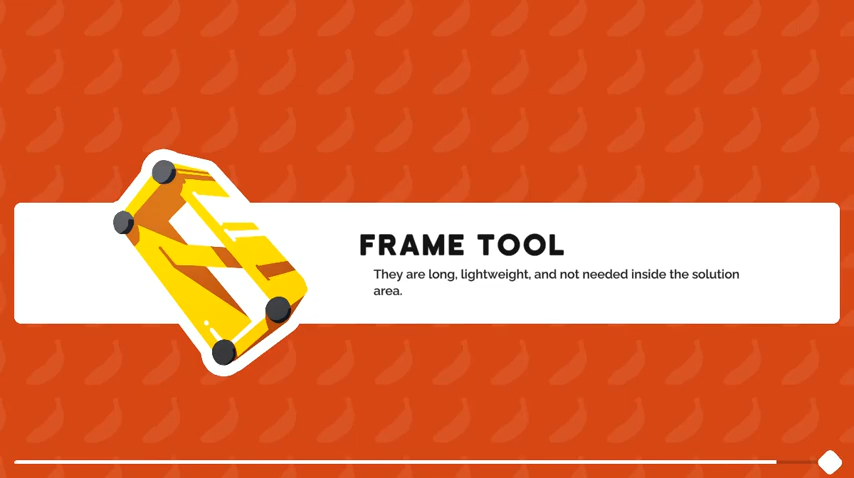 FRAME TOOL
They are long, lightweight, and not needed inside the solution
area.